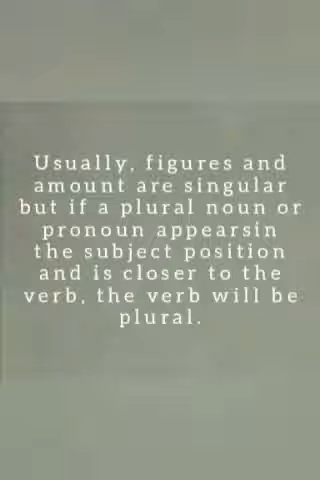 Usually, figures and
amount are singular
but if a plural noun or
pronoun appearsin
the subject position
and is closer to the
verb, the verb will be
plural.